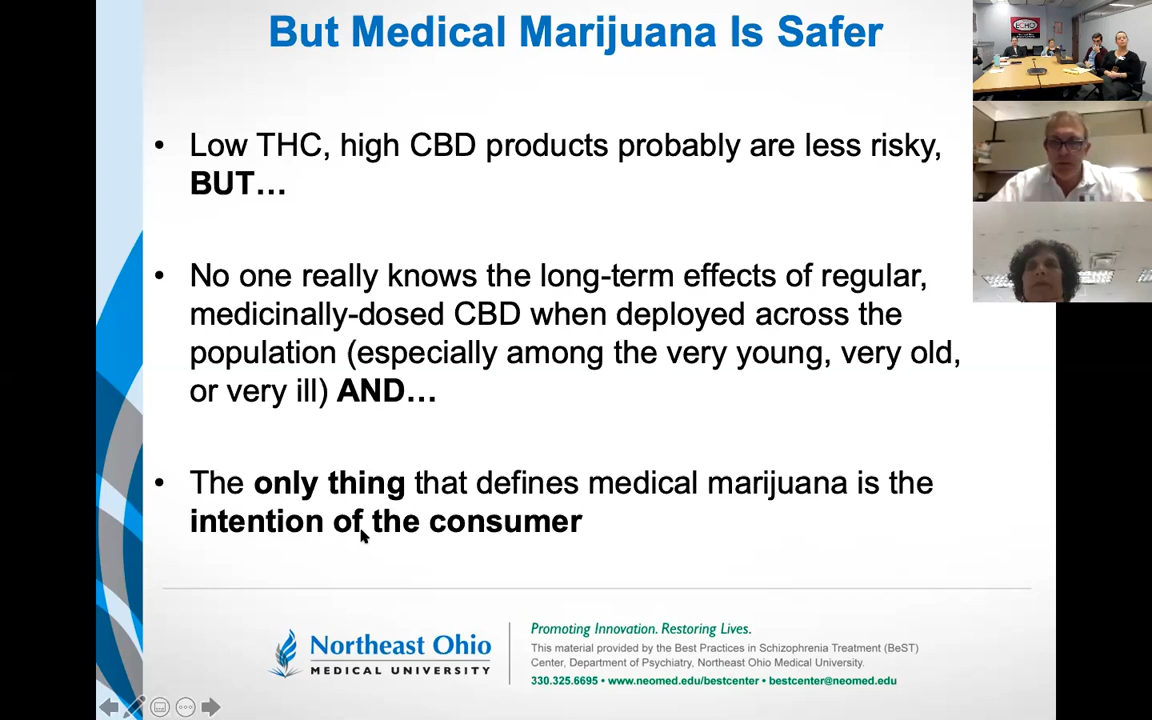 But Medical Marijuana Is Safer
• Low THC, high CBD products probably are less risky,
BUT…
• No one really knows the long-term effects of regular,
medicinally-dosed CBD when deployed across the
population (especially among the very young, very old,
or very ill) AND…
• The only thing that defines medical marijuana is the
intention of the consumer
Northeast Ohio
MEDICAL UNIVERSITY
Promoting Innovation. Restoring Lives.
This material provided by the Best Practices in Schizophrenia Treatment (BeST)
Center, Department of Psychiatry, Northeast Ohio Medical University.
330.325.6695 • www.neomed.edu/bestcenter • bestcenter@neomed.edu
ECHO